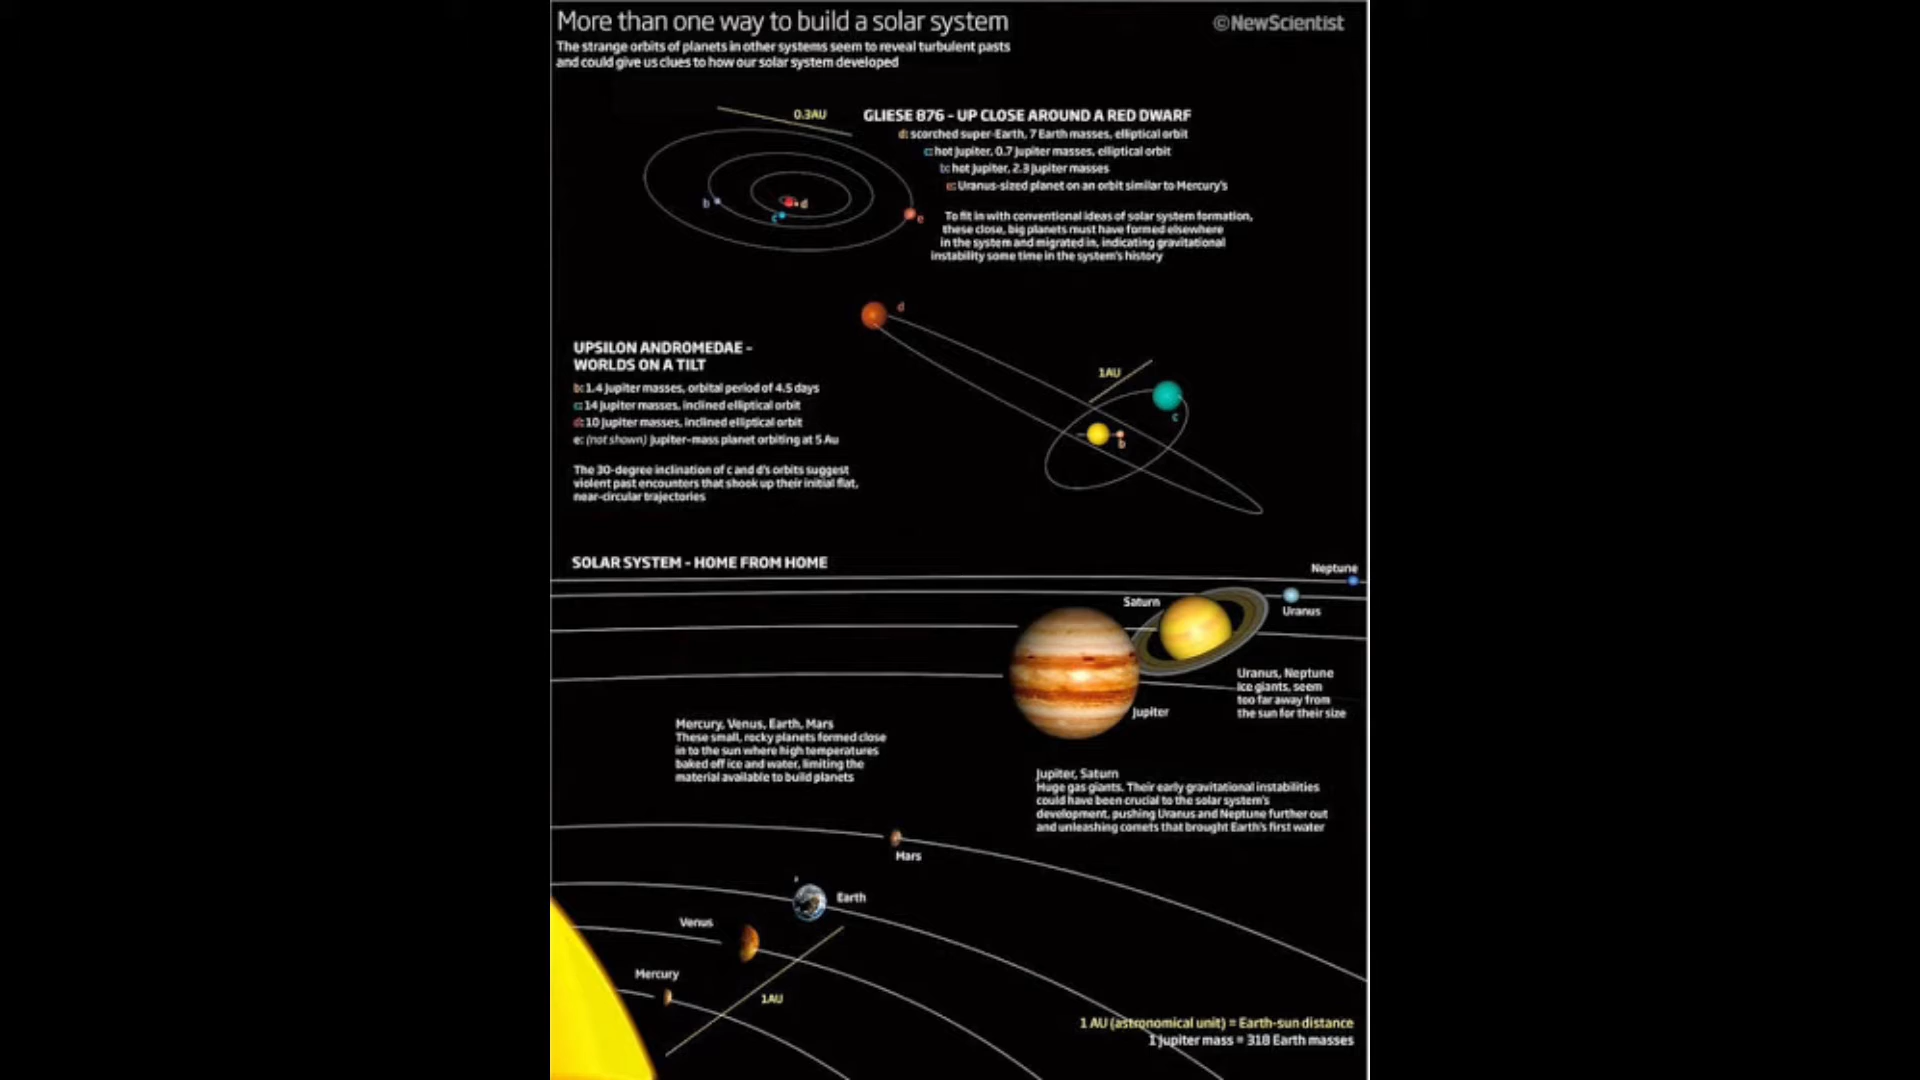 More than one way to build a solar system
©NewScientist
The strange orbits of planets in other systems seem to reveal turbulent pasts
and could give us clues to how our solar system developed
0.3AU
GLIESE 876 - UP CLOSE AROUND A RED DWARF
d: scorched super-Earth, 7 Earth masses, elliptical orbit
c: hot Jupiter, 0.7 Jupiter masses, elliptical orbit
b: hot Jupiter, 2.3 Jupiter masses
e: Uranus-sized planet on an orbit similar to Mercury's
b
d
c
e
To fit in with conventional ideas of solar system formation,
these close, big planets must have formed elsewhere
in the system and migrated in, indicating gravitational
instability some time in the system's history
d
UPSILON ANDROMEDAE -
WORLDS ON A TILT
b: 1.4 Jupiter masses, orbital period of 4.5 days
c: 14 Jupiter masses, inclined elliptical orbit
d: 10 Jupiter masses, inclined elliptical orbit
e: (not shown) Jupiter-mass planet orbiting at 5 Au
1AU
c
b
The 30-degree inclination of c and d's orbits suggest
violent past encounters that shook up their initial flat,
near-circular trajectories
SOLAR SYSTEM - HOME FROM HOME
Neptune
Saturn
Uranus
Uranus, Neptune
Ice giants, seem
too far away from
the sun for their size
Jupiter
Mercury, Venus, Earth, Mars
These small, rocky planets formed close
in to the sun where high temperatures
baked off ice and water, limiting the
material available to build planets
Jupiter, Saturn
Huge gas giants. Their early gravitational instabilities
could have been crucial to the solar system's
development, pushing Uranus and Neptune further out
and unleashing comets that brought Earth's first water
Mars
Earth
Venus
Mercury
1AU
1 AU (astronomical unit) = Earth-sun distance
1 Jupiter mass = 318 Earth masses